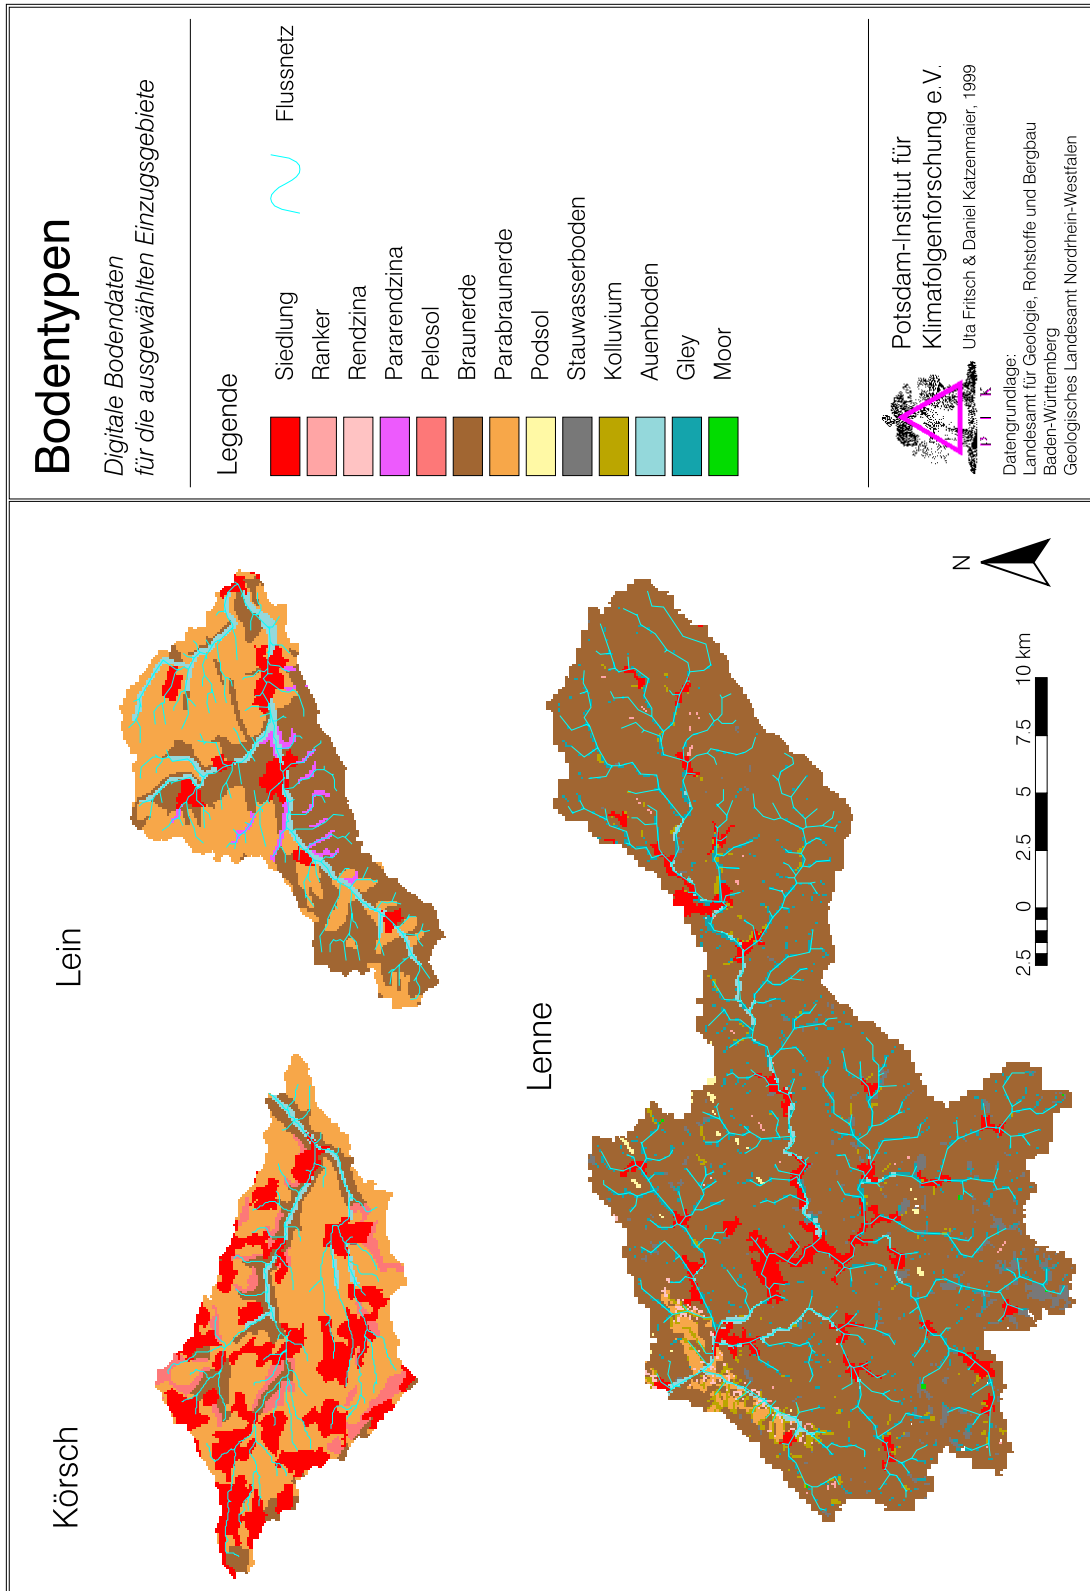 Bodentypen
Digitale Bodendaten
für die ausgewählten Einzugsgebiete
Legende
Siedlung
Ranker
Rendzina
Pararendzina
Pelosol
Braunerde
Parabraunerde
Podsol
Stauwasserboden
Kolluvium
Auenboden
Gley
Moor
Flussnetz
Potsdam-Institut für
Klimafolgenforschung e.V.
Uta Fritsch & Daniel Katzenmaier, 1999
P I K
Datengrundlage:
Landesamt für Geologie, Rohstoffe und Bergbau
Baden-Württemberg
Geologisches Landesamt Nordrhein-Westfalen
Körsch
Lein
Lenne
N
2.5 0 2.5 5 7.5 10 km